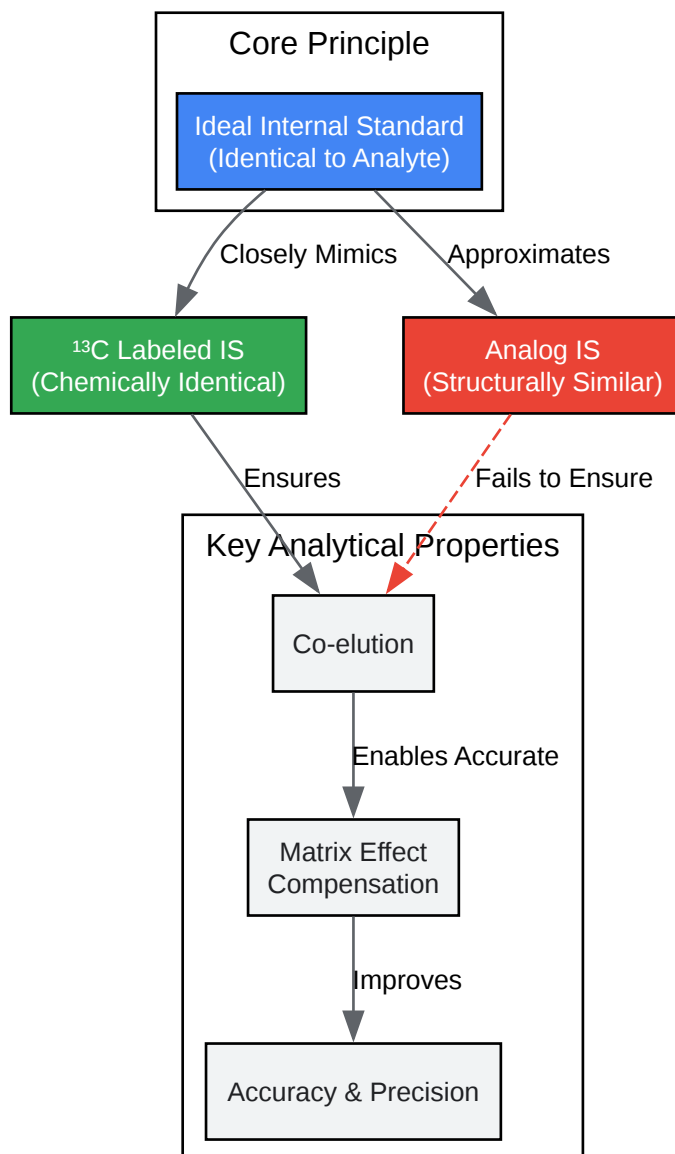 Core Principle
Ideal Internal Standard
(Identical to Analyte)
Closely Mimics
Approximates
¹³C Labeled IS
(Chemically Identical)
Analog IS
(Structurally Similar)
Ensures
Fails to Ensure
Key Analytical Properties
Co-elution
Enables Accurate
Matrix Effect
Compensation
Improves
Accuracy & Precision